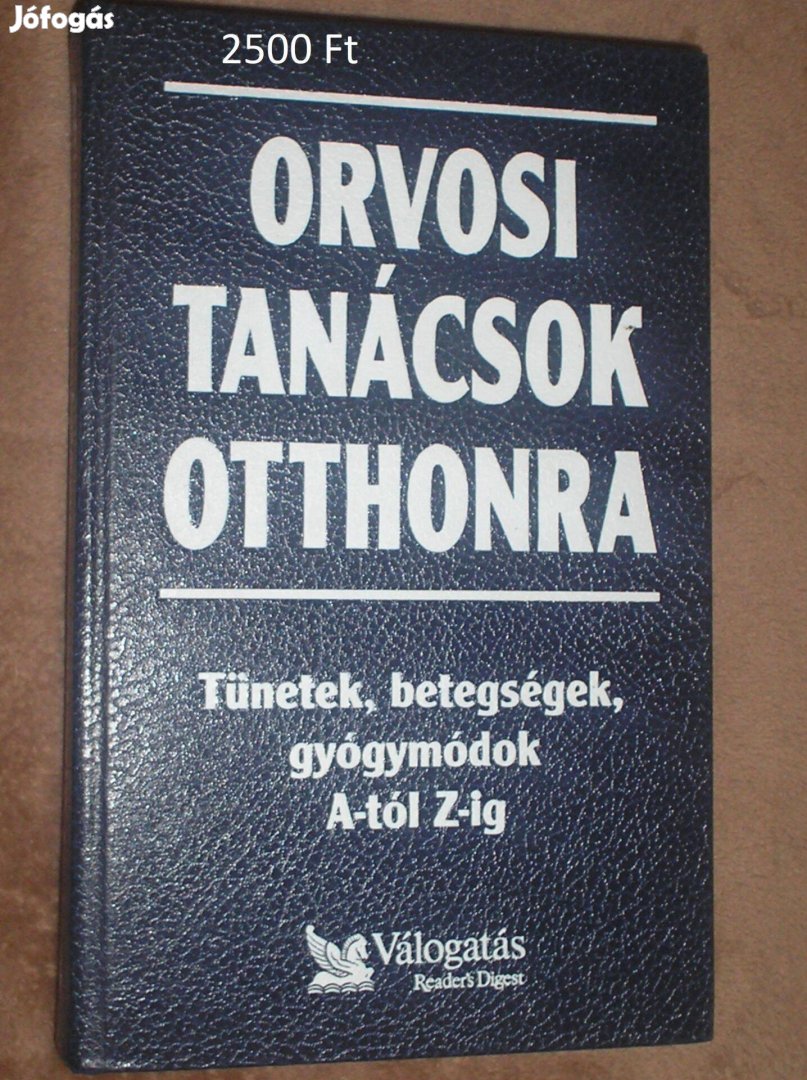 Jófogás
2500 Ft
ORVOSI
TANÁCSOK
OTTHONRA
Tünetek, betegségek,
gyógymódok
A-tól Z-ig
Válogatás
Reader's Digest